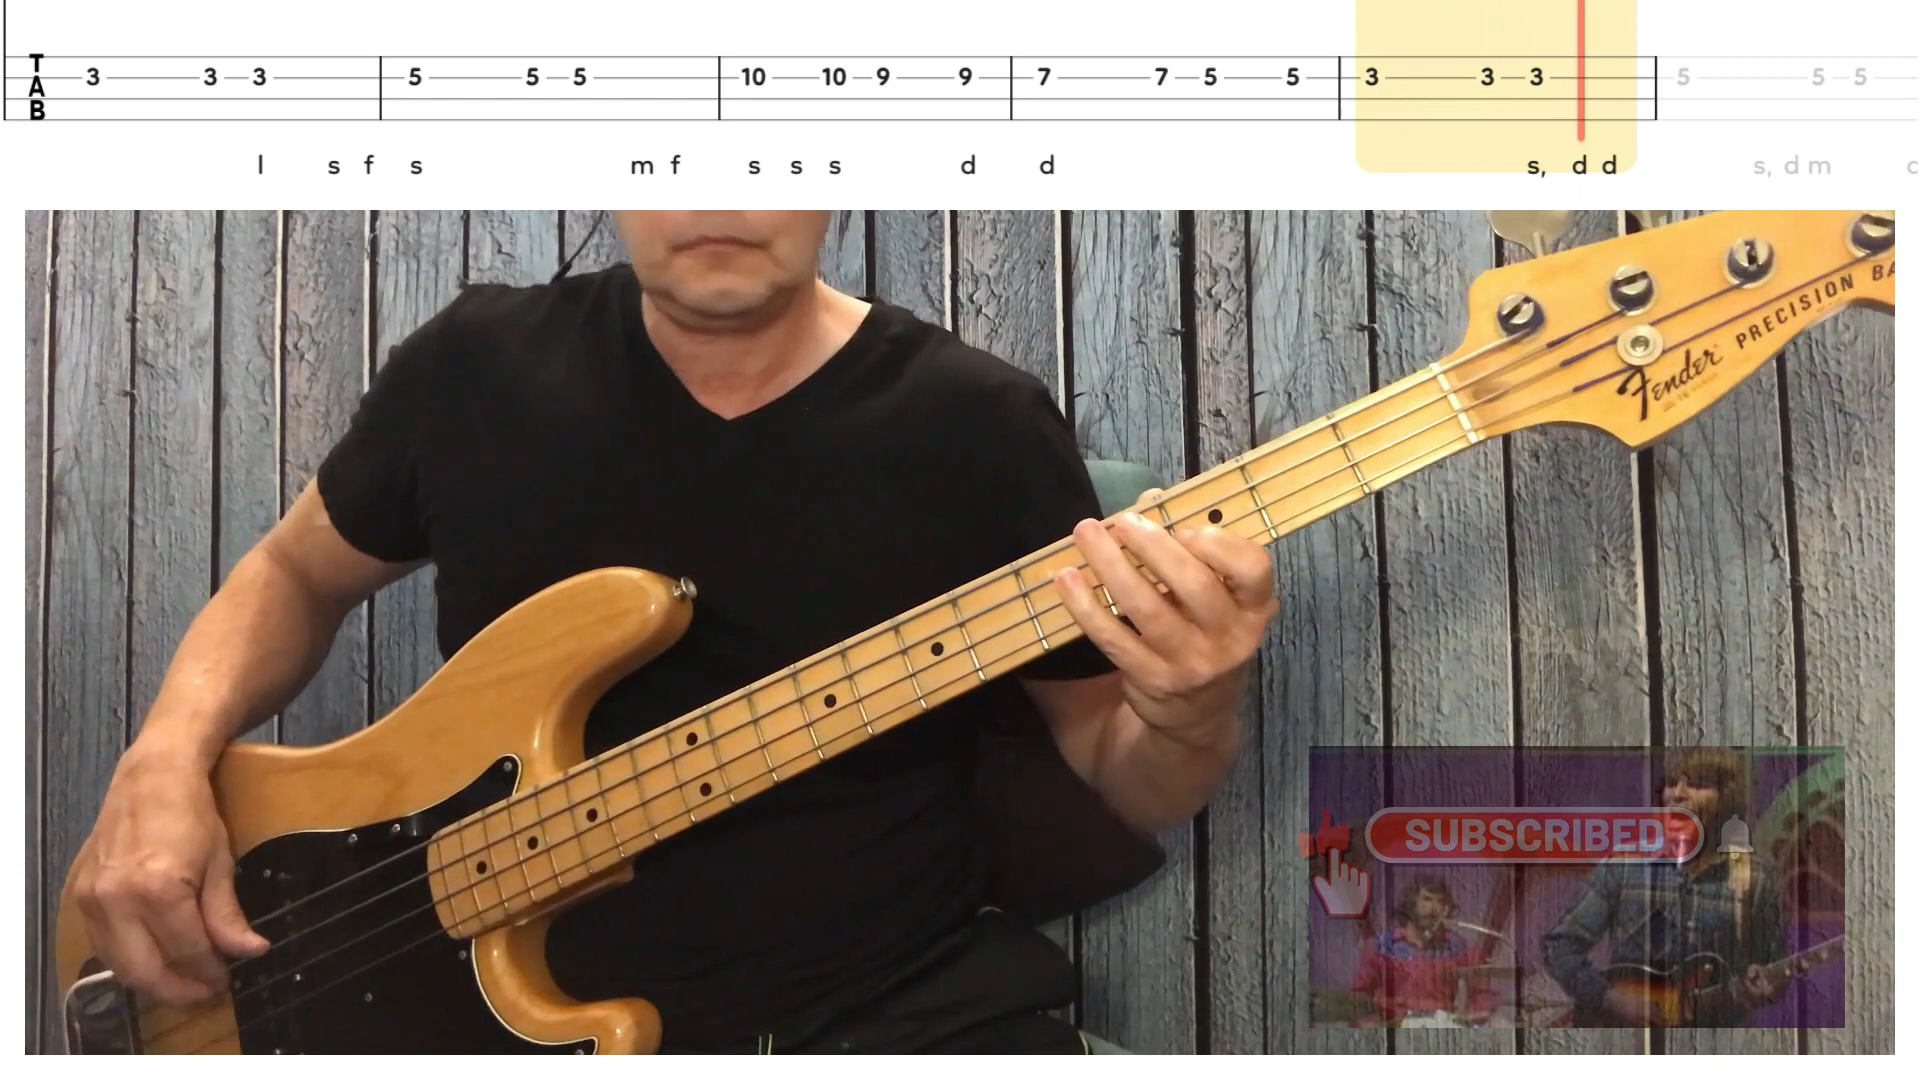 T
A
B
3 3 3 5 5 5 10 10 9 9 7 7 5 5 3 3 3 5 5 5
l s f s m f s s s d d s, d d s, d m
PRECISION BA
Fender
SUBSCRIBED